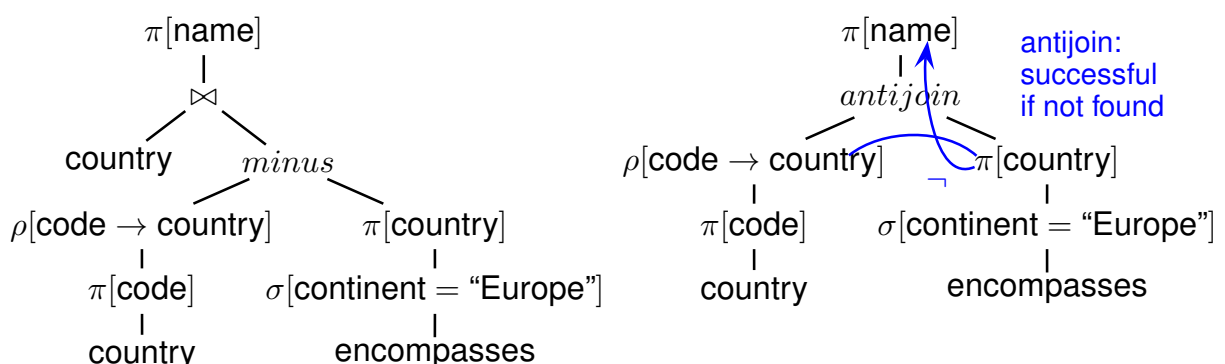 π[name]
⋈
country
minus
ρ[code → country]
π[country]
π[code]
σ[continent = “Europe”]
country
encompasses
π[name]
antijoin:
successful
if not found
antijoin
ρ[code → country]
¬
π[country]
π[code]
σ[continent = “Europe”]
country
encompasses